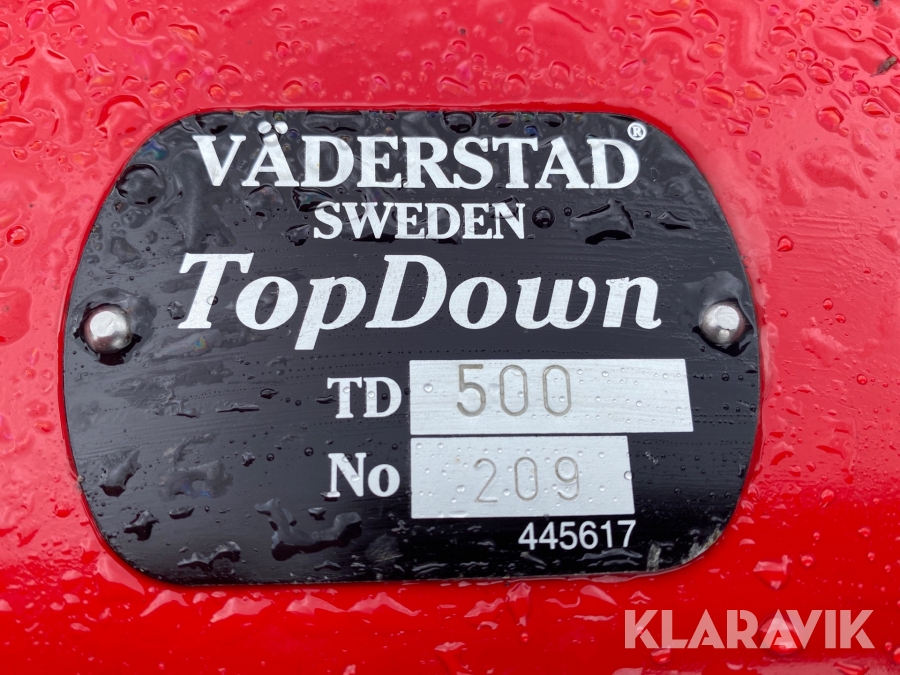 VÄDERSTAD®
SWEDEN
TopDown
TD 500
No 209
445617
KLARAVIK